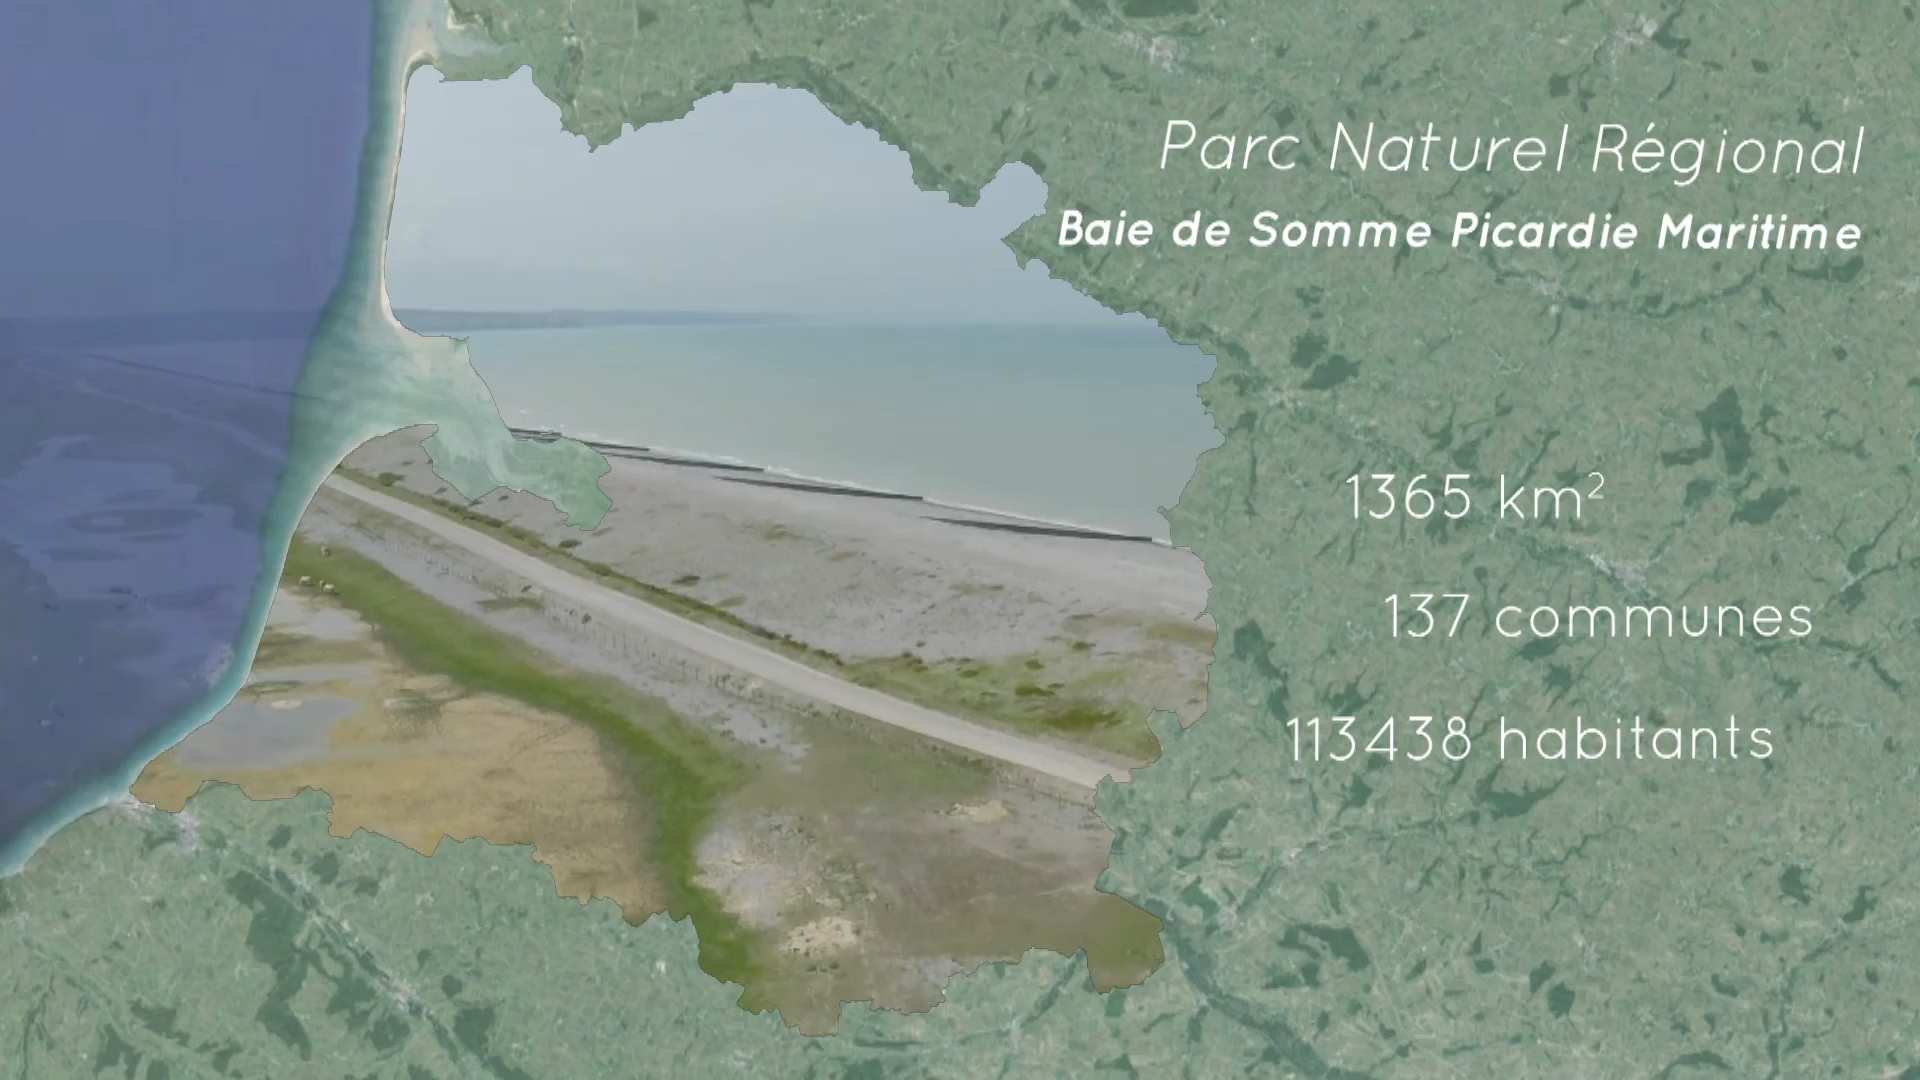 Parc Naturel Régional
Baie de Somme Picardie Maritime
1365 km²
137 communes
113438 habitants